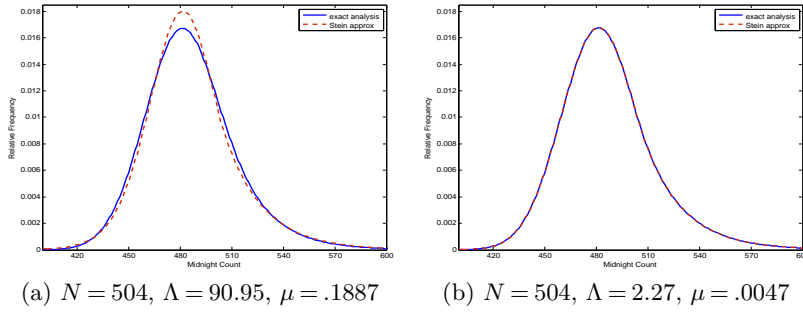 0.018
0.016
0.014
0.012
0.01
0.008
0.006
0.004
0.002
0
Relative Frequency
420 450 480 510 540 570 600
Midnight Count
exact analysis
Stein approx
(a) N = 504, Λ = 90.95, μ = .1887
0.018
0.016
0.014
0.012
0.01
0.008
0.006
0.004
0.002
0
Relative Frequency
420 450 480 510 540 570 600
Midnight Count
exact analysis
Stein approx
(b) N = 504, Λ = 2.27, μ = .0047